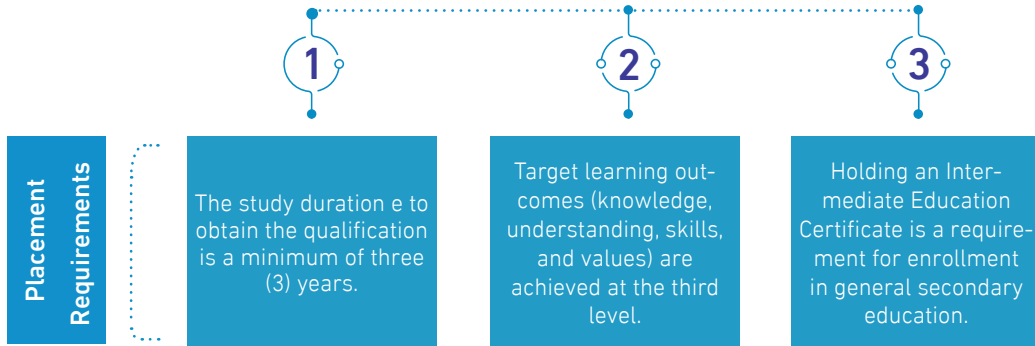 1
2
3
Placement
Requirements
The study duration e to
obtain the qualification
is a minimum of three
(3) years.
Target learning out-
comes (knowledge,
understanding, skills,
and values) are
achieved at the third
level.
Holding an Inter-
mediate Education
Certificate is a require-
ment for enrollment
in general secondary
education.